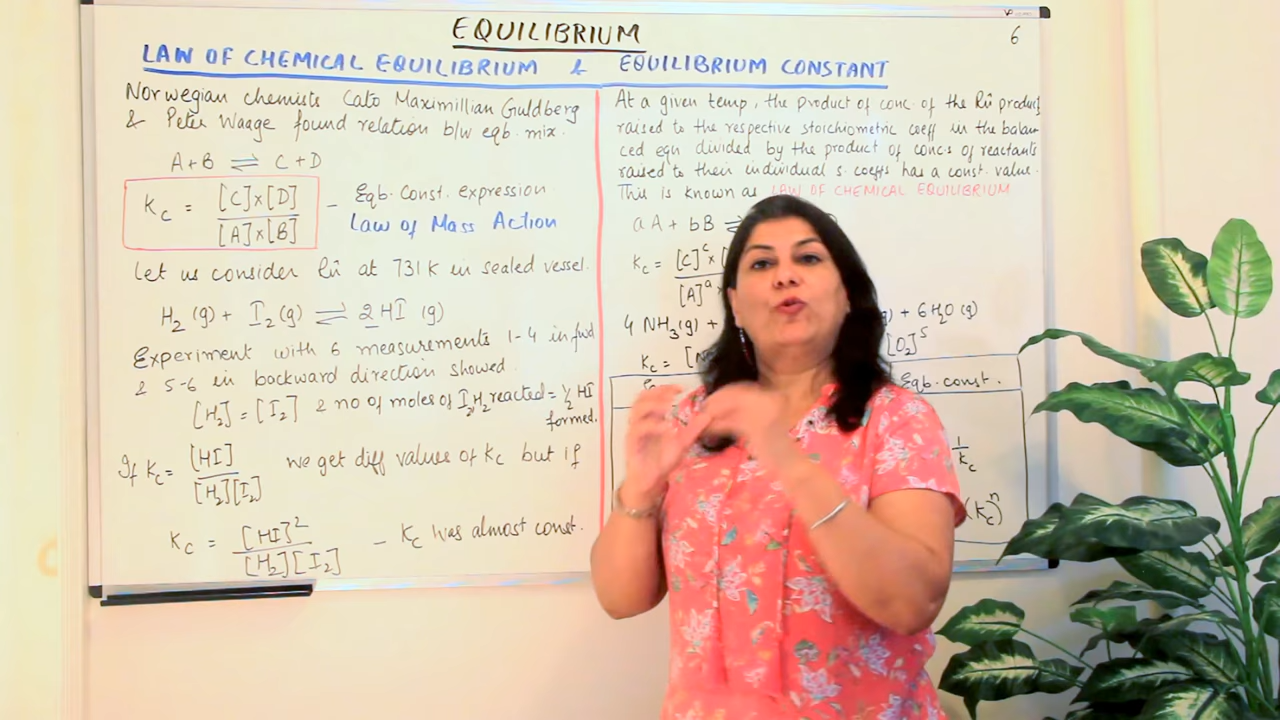 EQUILIBRIUM
6
LAW OF CHEMICAL EQUILIBRIUM & EQUILIBRIUM CONSTANT
Norwegian chemists Cato Maximillian Guldberg
& Peter Waage found relation b/w eqb. mix.
A+B ⇌ C+D
Kc = [C]x[D] / [A]x[B] – Eqb. Const. expression
Law of Mass Action
Let us consider Rn̂ at 731 K in sealed vessel.
H₂(g) + I₂(g) ⇌ 2HI (g)
Experiment with 6 measurements 1-4 in fwd
& 5-6 in backward direction showed.
[H₂] = [I₂] & no of moles of I₂, H₂ reacted = ½ HI
formed.
If Kc = [HI] / [H₂][I₂] we get diff values of Kc but if
Kc = [HI]² / [H₂][I₂] – Kc was almost const.
At a given temp, the product of conc. of the Rn̂ product
raised to the respective stoichiometric coeff in the balan
ced eqn divided by the product of concs of reactants
raised to their individual s. coeffs has a const. value.
This is known as LAW OF CHEMICAL EQUILIBRIUM
aA + bB ⇌
Kc = [C]ᶜ x / [A]ᵃ
4 NH₃(g) + (g) + 6H₂O (g)
Kc = [O₂]⁵
Eqb. const.
1/Kc
(Kcⁿ)